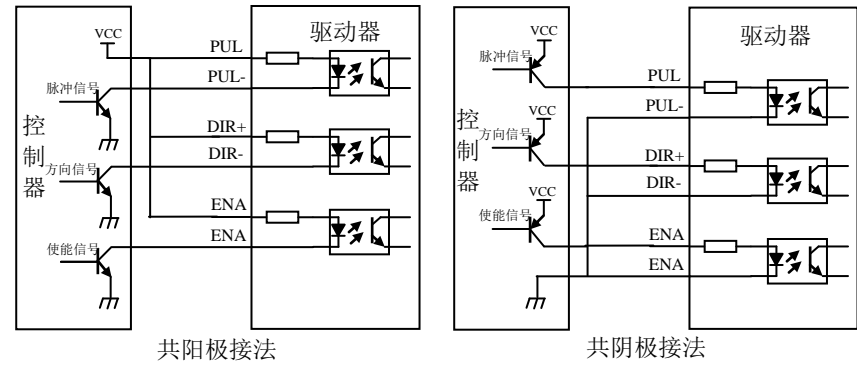 驱动器
VCC
PUL
脉冲信号
PUL-
控制器
DIR+
方向信号
DIR-
ENA
使能信号
ENA
共阳极接法
驱动器
VCC
脉冲信号
PUL
PUL-
控制器
VCC
方向信号
DIR+
DIR-
VCC
使能信号
ENA
ENA
共阴极接法